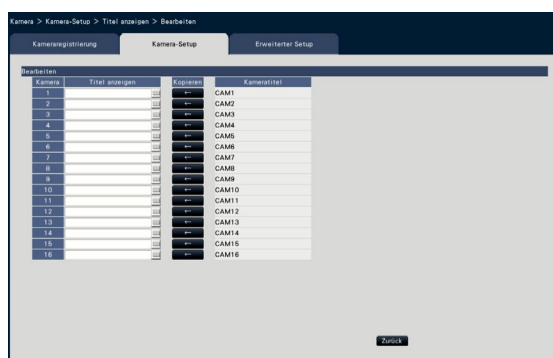 Kamera > Kamera-Setup > Titel anzeigen > Bearbeiten
Kameraregistrierung Kamera-Setup Erweiterter Setup
Bearbeiten
Kamera Titel anzeigen Kopieren Kameratitel
1 ← CAM1
2 ← CAM2
3 ← CAM3
4 ← CAM4
5 ← CAM5
6 ← CAM6
7 ← CAM7
8 ← CAM8
9 ← CAM9
10 ← CAM10
11 ← CAM11
12 ← CAM12
13 ← CAM13
14 ← CAM14
15 ← CAM15
16 ← CAM16
Zurück